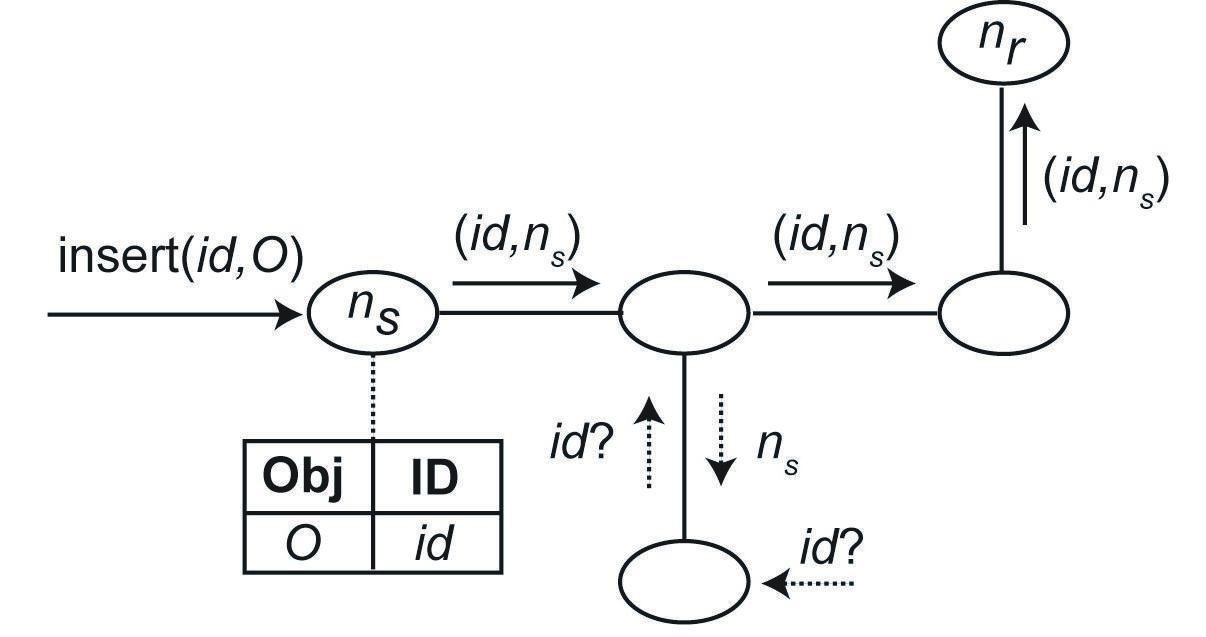 n_r
(id,n_s)
(id,n_s)
(id,n_s)
insert(id,O)
n_s
id?
n_s
Obj ID
O id
id?